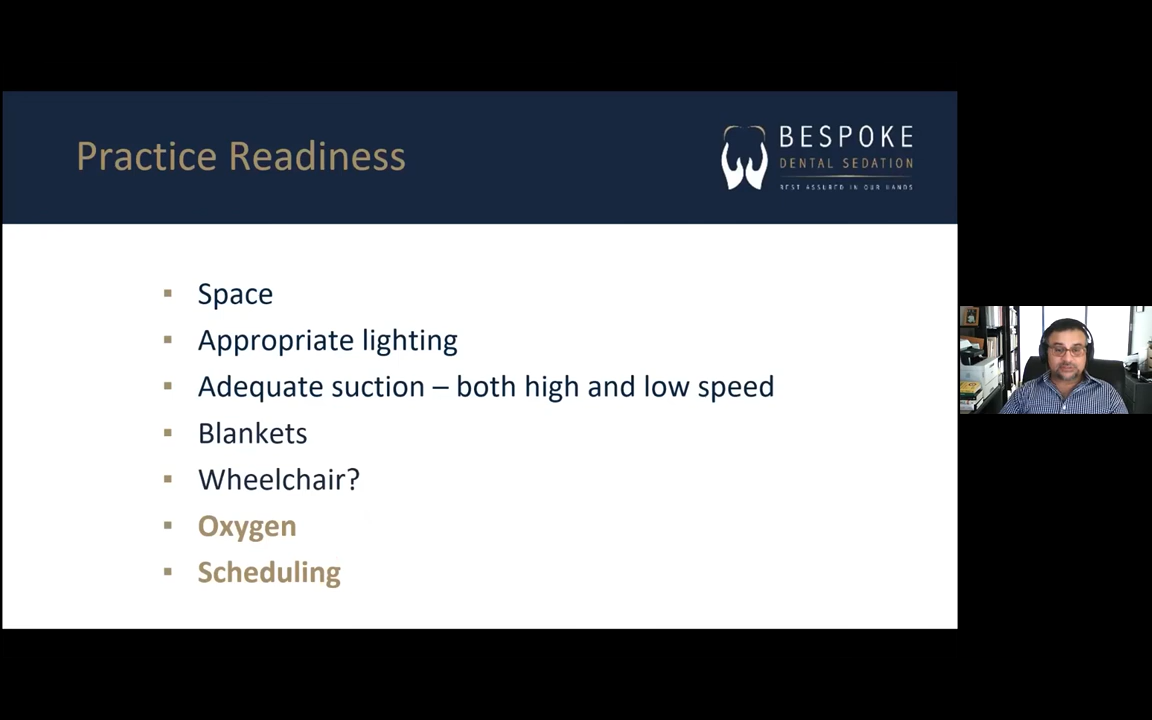 Practice Readiness
BESPOKE
DENTAL SEDATION
REST ASSURED IN OUR HANDS
Space
Appropriate lighting
Adequate suction – both high and low speed
Blankets
Wheelchair?
Oxygen
Scheduling